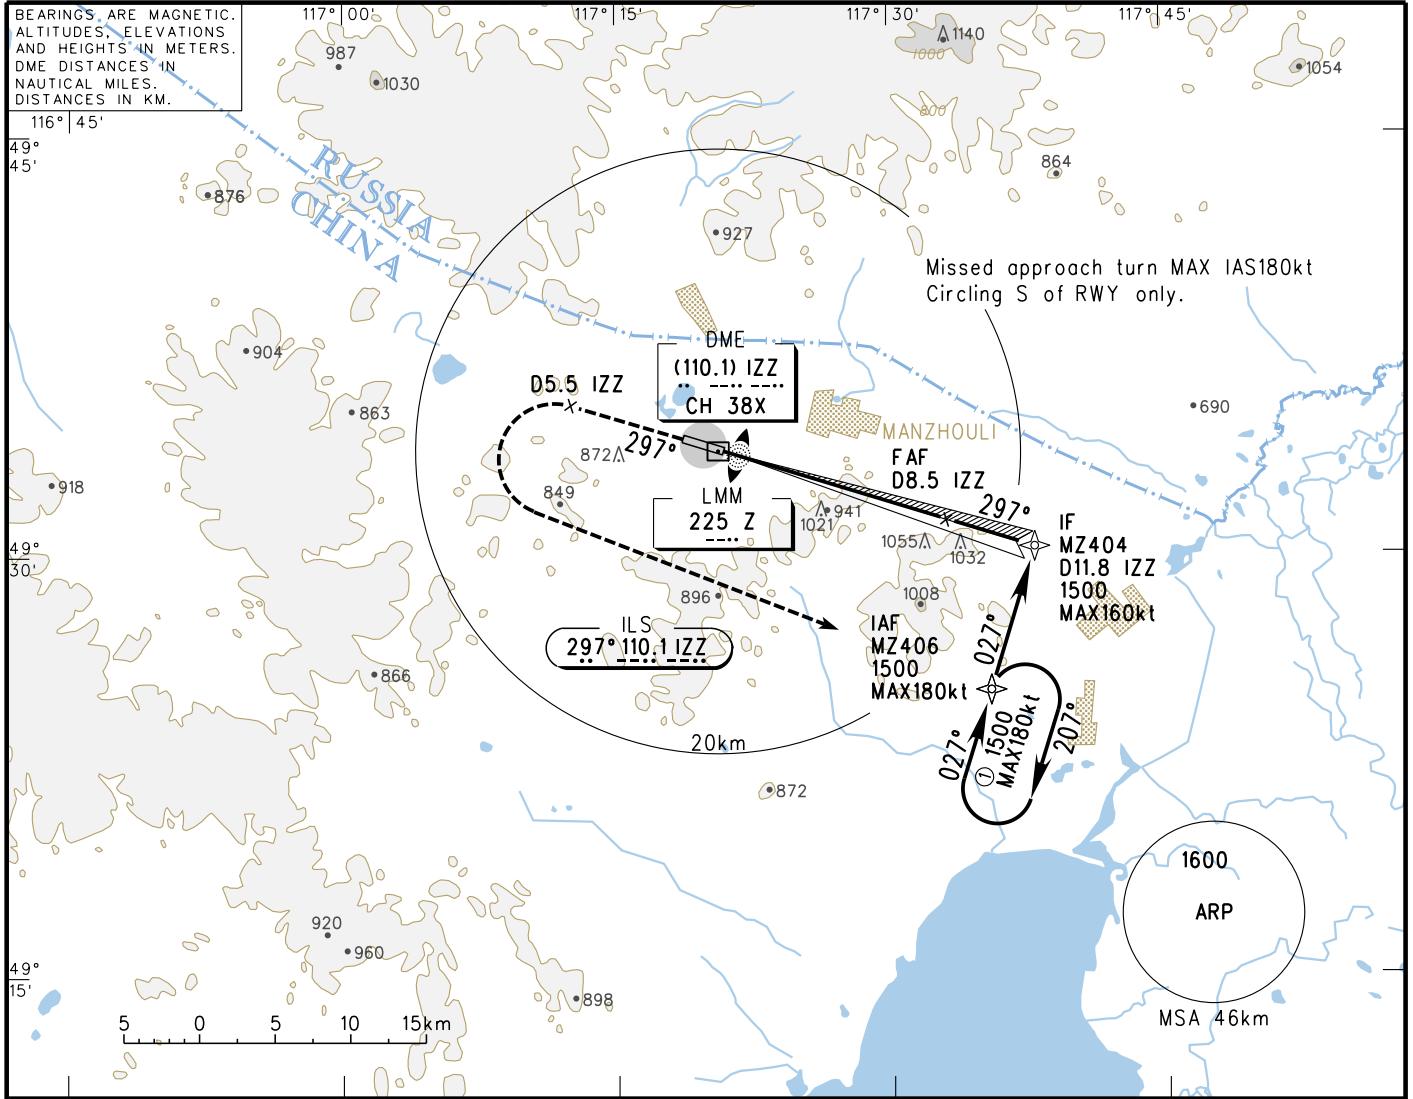 BEARINGS ARE MAGNETIC.
ALTITUDES, ELEVATIONS
AND HEIGHTS IN METERS.
DME DISTANCES IN
NAUTICAL MILES.
DISTANCES IN KM.
117° 00'
117° 15'
117° 30'
117° 45'
116° 45'
49°
45'
987
1030
1140
1000
800
1054
864
876
RUSSIA
CHINA
927
Missed approach turn MAX IAS180kt
Circling S of RWY only.
904
863
690
918
DME
(110.1) IZZ
CH 38X
D5.5 IZZ
297°
872
849
MANZHOULI
FAF
D8.5 IZZ
297°
LMM
225 Z
941
1021
1055
1032
IF
MZ404
D11.8 IZZ
1500
MAX160kt
49°
30'
896
1008
ILS
297° 110.1 IZZ
IAF
MZ406
1500
MAX180kt
027°
866
20km
027°
1
1500
MAX180kt
207°
872
1600
ARP
MSA 46km
920
960
898
49°
15'
5 0 5 10 15km